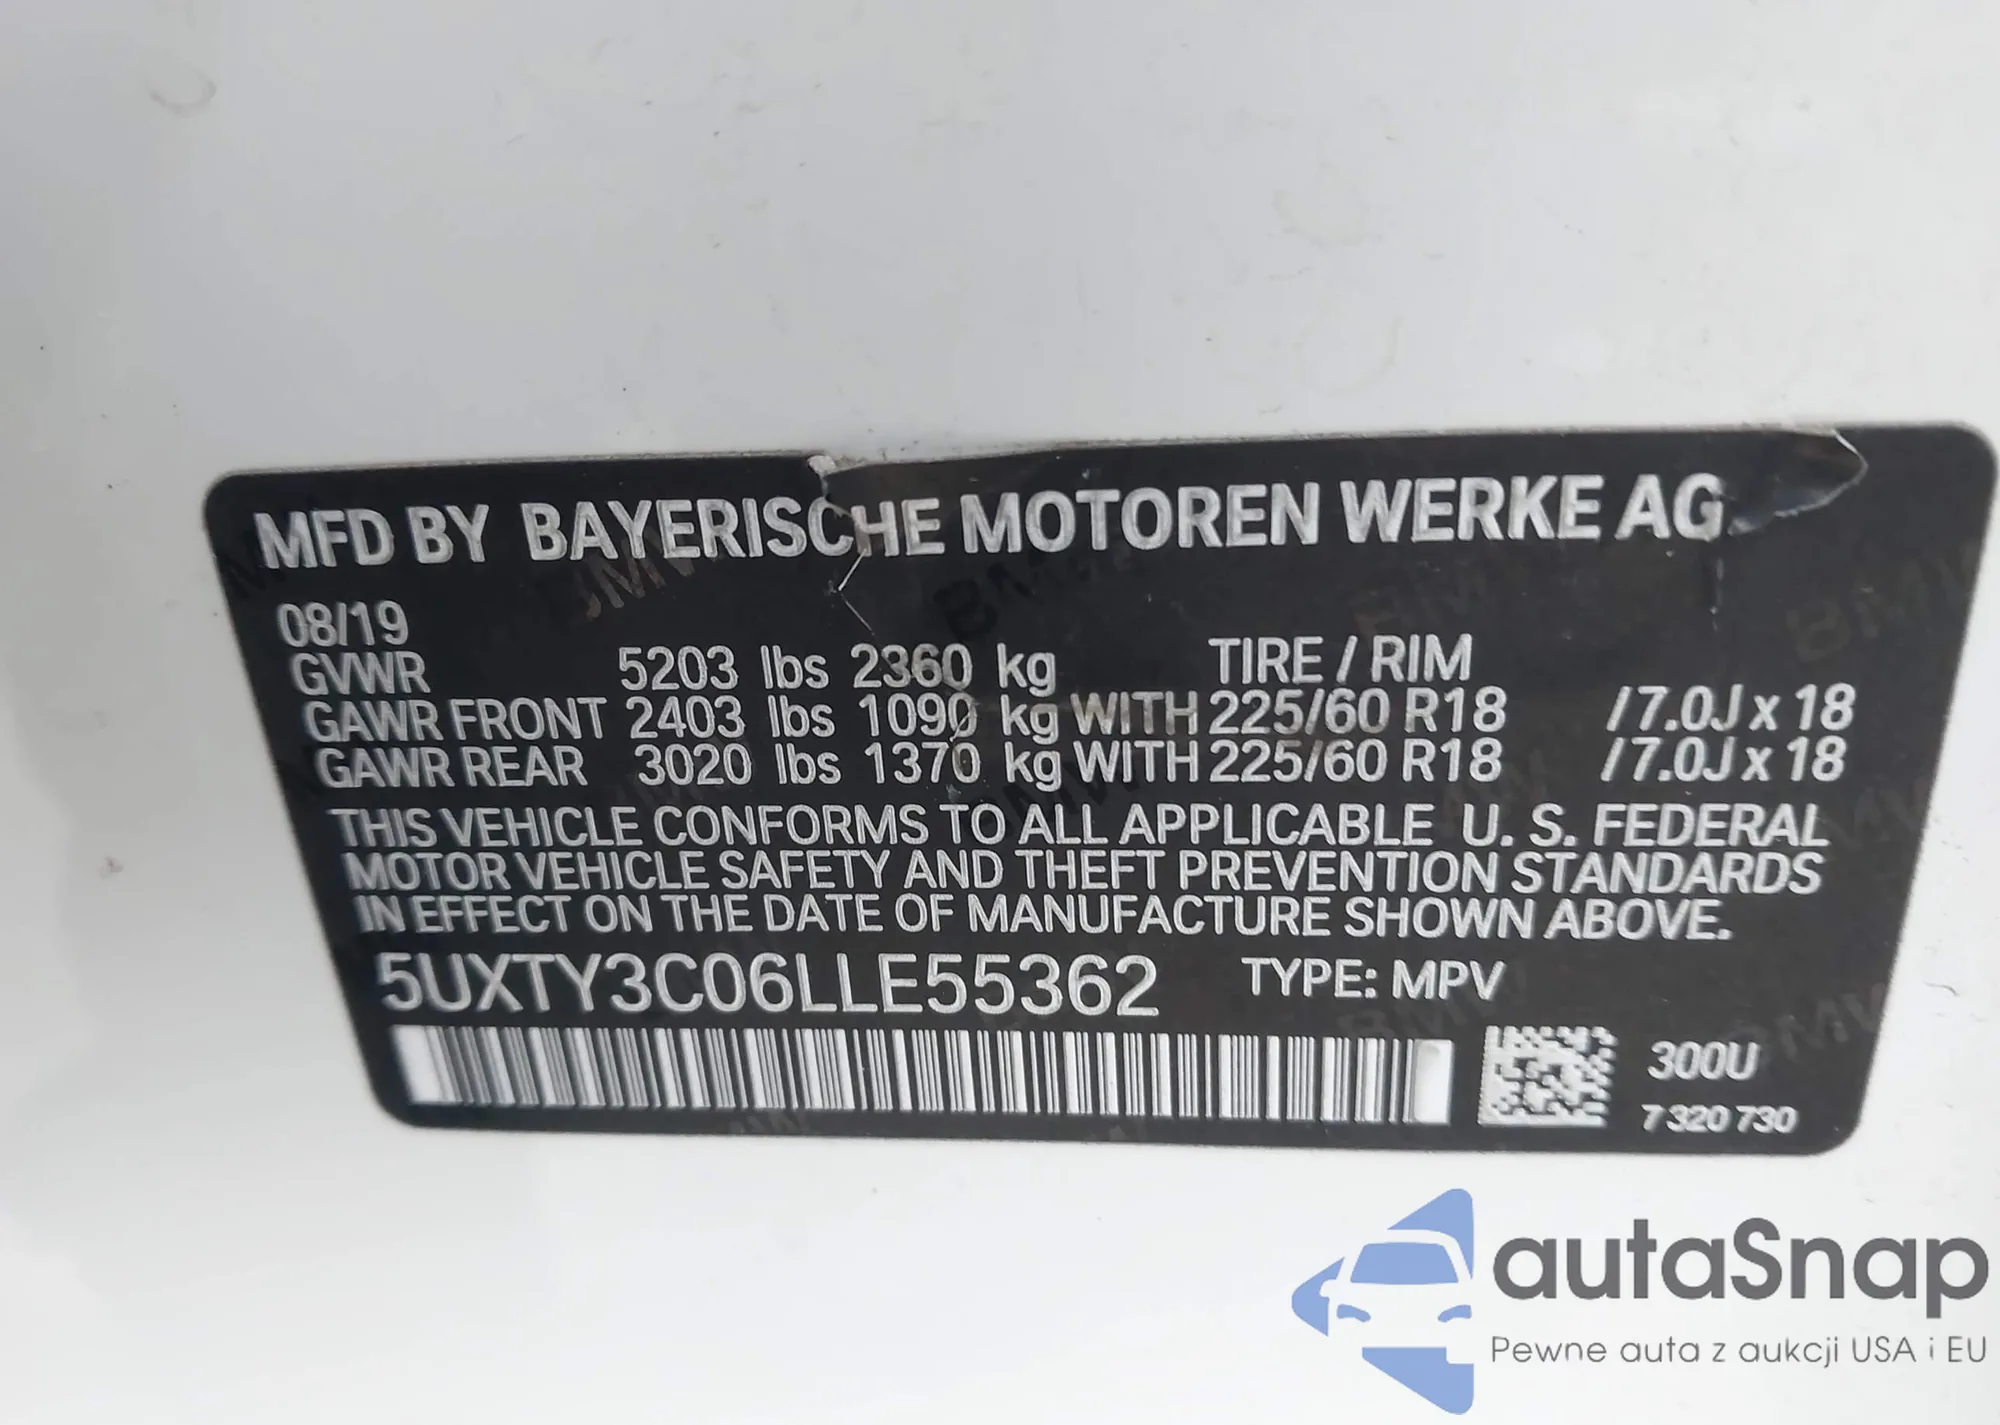 MFD BY BAYERISCHE MOTOREN WERKE AG
08/19
GVWR 5203 lbs 2360 kg TIRE / RIM
GAWR FRONT 2403 lbs 1090 kg WITH 225/60 R18 /7.0J x 18
GAWR REAR 3020 lbs 1370 kg WITH 225/60 R18 /7.0J x 18
THIS VEHICLE CONFORMS TO ALL APPLICABLE U. S. FEDERAL
MOTOR VEHICLE SAFETY AND THEFT PREVENTION STANDARDS
IN EFFECT ON THE DATE OF MANUFACTURE SHOWN ABOVE.
5UXTY3C06LLE55362 TYPE: MPV
300U
7 320 730
autaSnap
Pewne auta z aukcji USA i EU